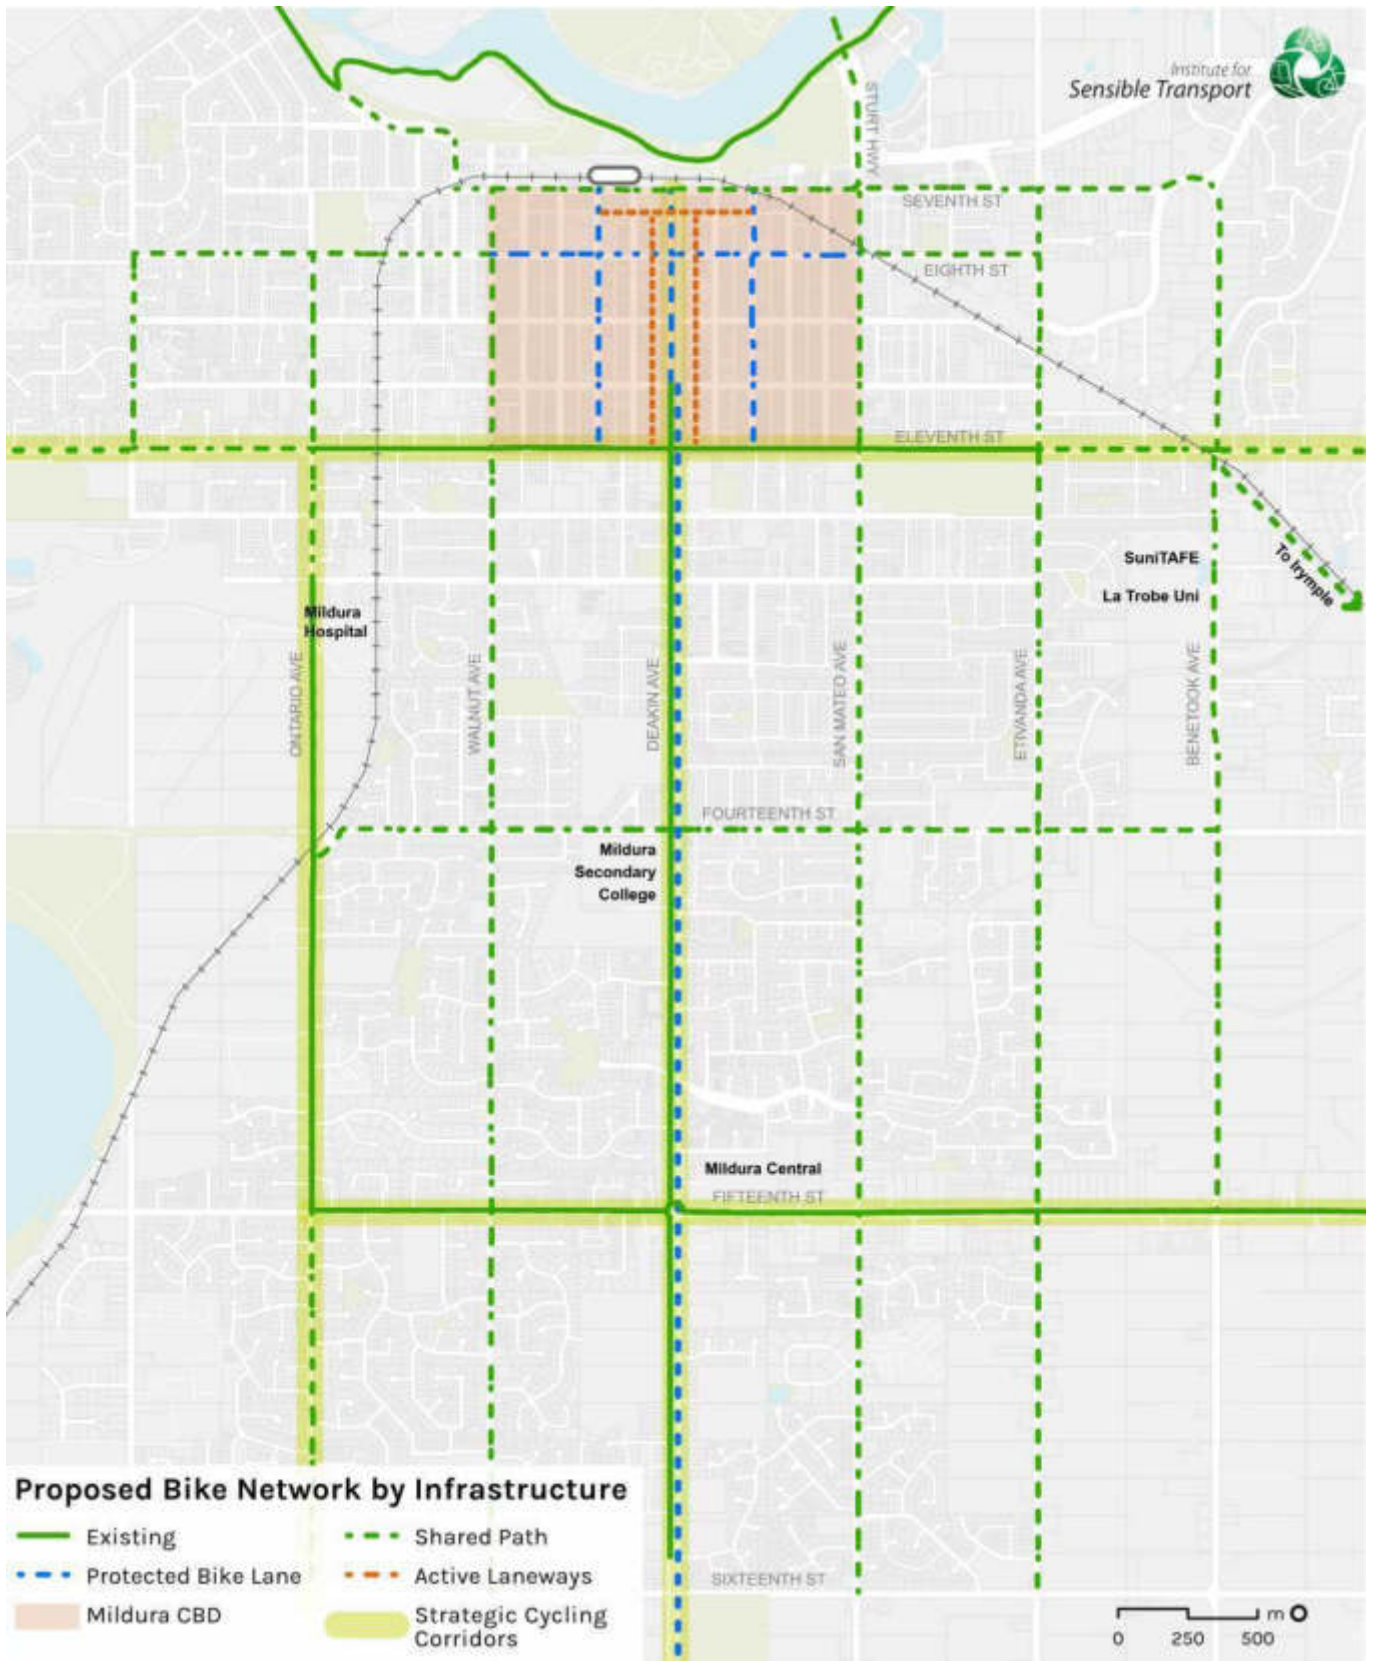 Institute for
Sensible Transport
STURT HWY
SEVENTH ST
EIGHTH ST
ELEVENTH ST
SuniTAFE
La Trobe Uni
To Irymple
Mildura
Hospital
ONTARIO AVE
WALNUT AVE
DEAKIN AVE
SAN MATEO AVE
ETIVANDA AVE
BENETOOK AVE
FOURTEENTH ST
Mildura
Secondary
College
Mildura Central
FIFTEENTH ST
SIXTEENTH ST
Proposed Bike Network by Infrastructure
Existing
Shared Path
Protected Bike Lane
Active Laneways
Mildura CBD
Strategic Cycling
Corridors
m
0 250 500